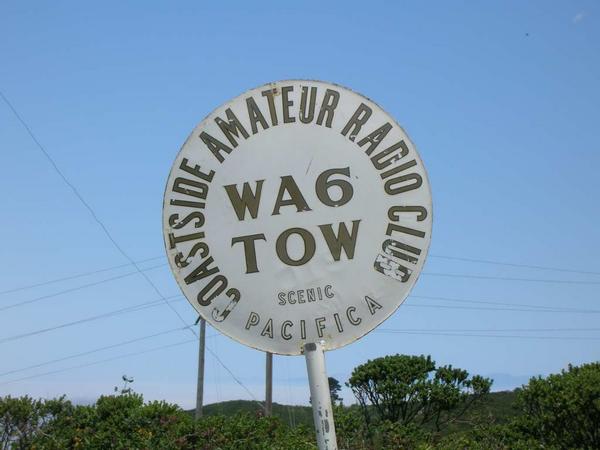 COASTSIDE AMATEUR RADIO CLUB
WA6
TOW
SCENIC
PACIFICA